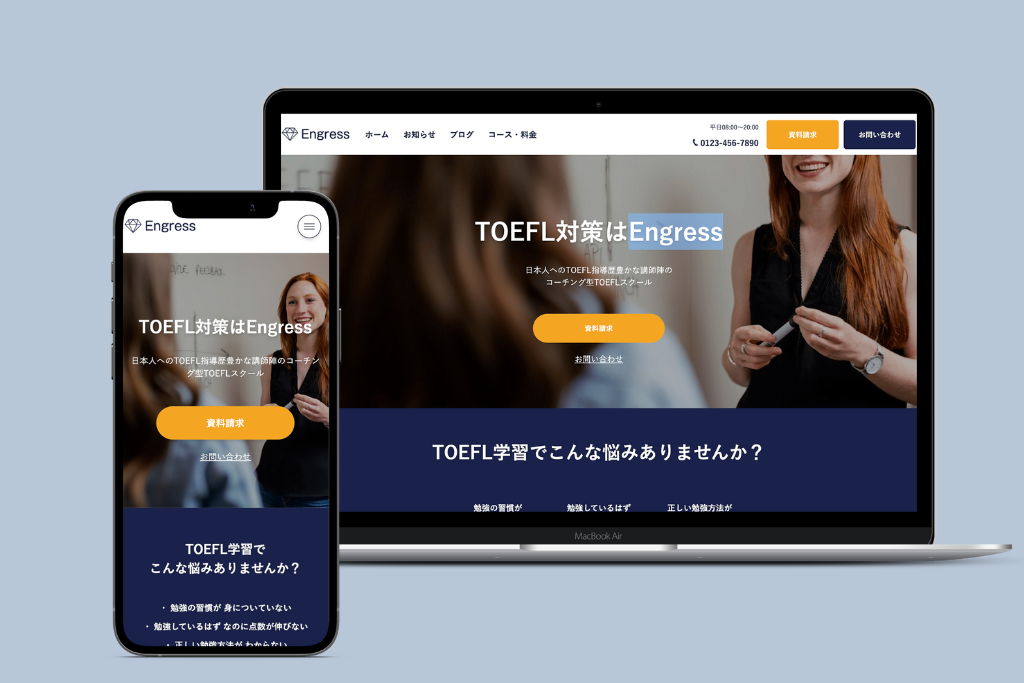 Engress
ホーム
お知らせ
ブログ
コース・料金
平日08:00〜20:00
0123-456-7890
資料請求
お問い合わせ
TOEFL対策はEngress
日本人へのTOEFL指導歴豊かな講師陣の
コーチング型TOEFLスクール
資料請求
お問い合わせ
TOEFL学習でこんな悩みありませんか？
勉強の習慣が
勉強しているはず
正しい勉強方法が
MacBook Air
Engress
TOEFL対策はEngress
日本人へのTOEFL指導歴豊かな講師陣のコーチン
グ型TOEFLスクール
資料請求
お問い合わせ
TOEFL学習で
こんな悩みありませんか？
・ 勉強の習慣が 身についていない
・ 勉強しているはず なのに点数が伸びない
・ 正しい勉強方法が わからない